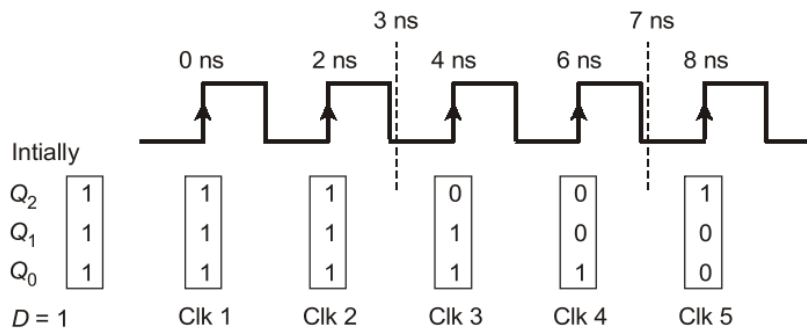 3 ns 7 ns
0 ns 2 ns 4 ns 6 ns 8 ns
Intially
Q2 1 1 1 0 0 1
Q1 1 1 1 1 0 0
Q0 1 1 1 1 1 0
D = 1 Clk 1 Clk 2 Clk 3 Clk 4 Clk 5